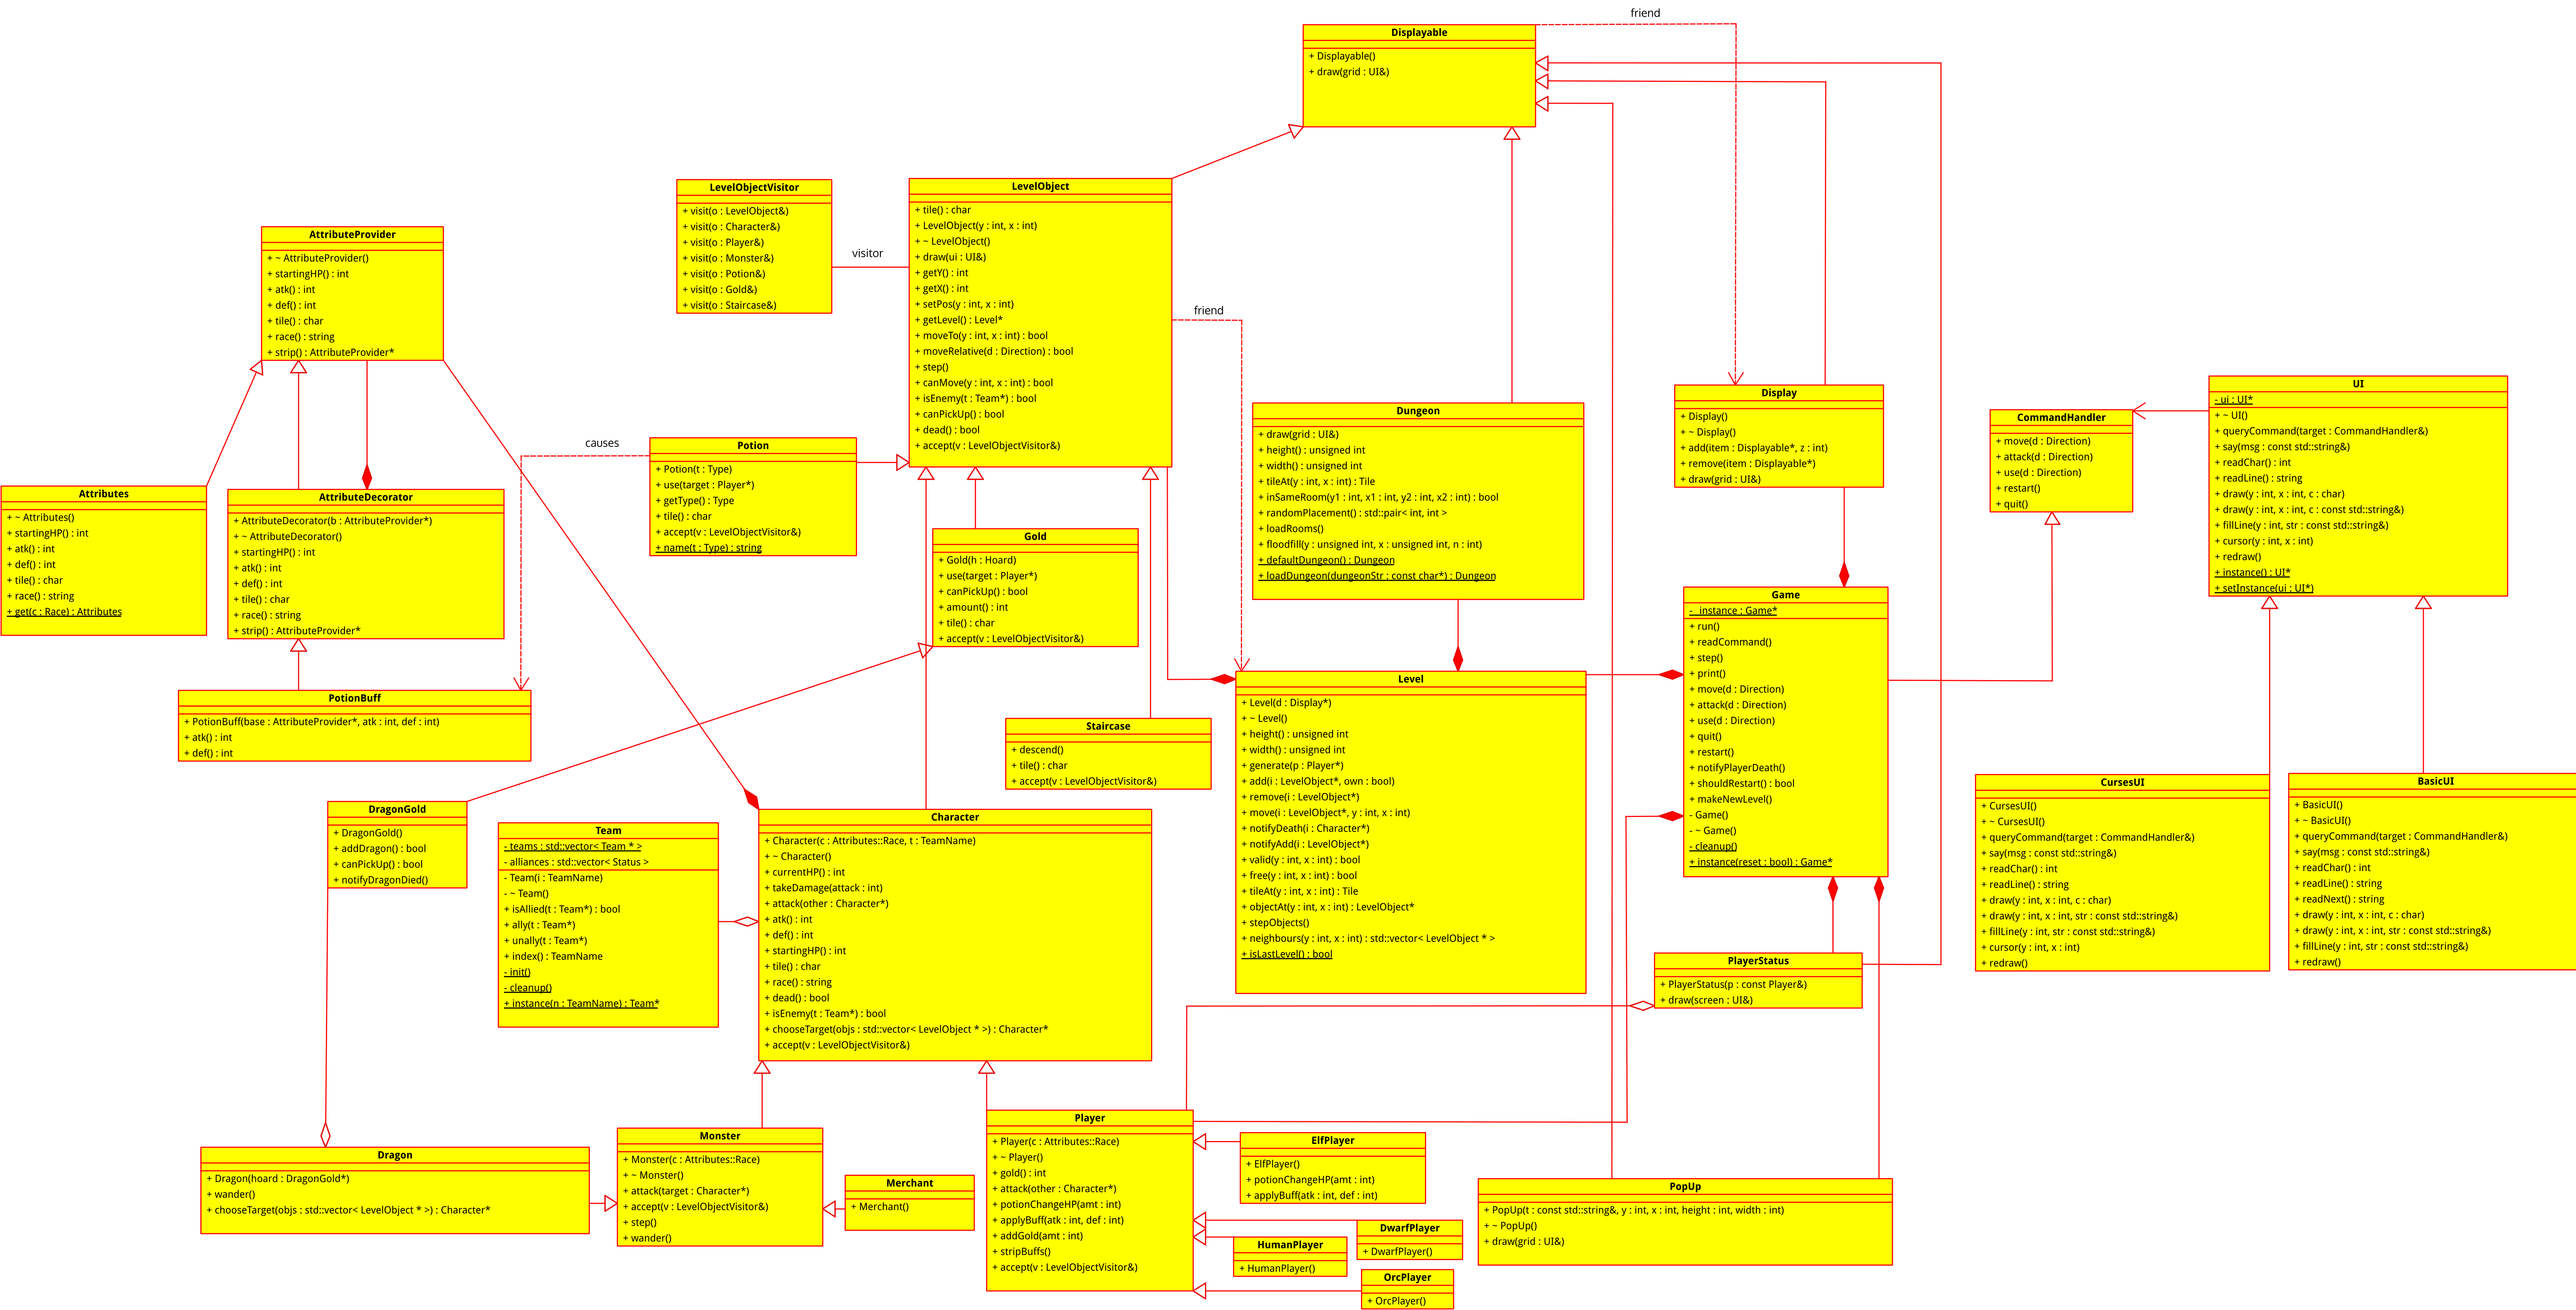 friend
Displayable
+ Displayable()
+ draw(grid : UI&)
LevelObjectVisitor
+ visit(o : LevelObject&)
+ visit(o : Character&)
+ visit(o : Player&)
+ visit(o : Monster&)
+ visit(o : Potion&)
+ visit(o : Gold&)
+ visit(o : Staircase&)
visitor
LevelObject
+ tile() : char
+ LevelObject(y : int, x : int)
+ ~ LevelObject()
+ draw(ui : UI&)
+ getY() : int
+ getX() : int
+ setPos(y : int, x : int)
+ getLevel() : Level*
+ moveTo(y : int, x : int) : bool
+ moveRelative(d : Direction) : bool
+ step()
+ canMove(y : int, x : int) : bool
+ isEnemy(t : Team*) : bool
+ canPickUp() : bool
+ dead() : bool
+ accept(v : LevelObjectVisitor&)
friend
AttributeProvider
+ ~ AttributeProvider()
+ startingHP() : int
+ atk() : int
+ def() : int
+ tile() : char
+ race() : string
+ strip() : AttributeProvider*
Attributes
+ ~ Attributes()
+ startingHP() : int
+ atk() : int
+ def() : int
+ tile() : char
+ race() : string
+ get(c : Race) : Attributes
AttributeDecorator
+ AttributeDecorator(b : AttributeProvider*)
+ ~ AttributeDecorator()
+ startingHP() : int
+ atk() : int
+ def() : int
+ tile() : char
+ race() : string
+ strip() : AttributeProvider*
causes
Potion
+ Potion(t : Type)
+ use(target : Player*)
+ getType() : Type
+ tile() : char
+ accept(v : LevelObjectVisitor&)
+ name(t : Type) : string
Gold
+ Gold(h : Hoard)
+ use(target : Player*)
+ canPickUp() : bool
+ amount() : int
+ tile() : char
+ accept(v : LevelObjectVisitor&)
Dungeon
+ draw(grid : UI&)
+ height() : unsigned int
+ width() : unsigned int
+ tileAt(y : int, x : int) : Tile
+ inSameRoom(y1 : int, x1 : int, y2 : int, x2 : int) : bool
+ randomPlacement() : std::pair< int, int >
+ loadRooms()
+ floodfill(y : unsigned int, x : unsigned int, n : int)
+ defaultDungeon() : Dungeon
+ loadDungeon(dungeonStr : const char*) : Dungeon
Display
+ Display()
+ ~ Display()
+ add(item : Displayable*, z : int)
+ remove(item : Displayable*)
+ draw(grid : UI&)
CommandHandler
+ move(d : Direction)
+ attack(d : Direction)
+ use(d : Direction)
+ restart()
+ quit()
UI
- ui : UI*
+ ~ UI()
+ queryCommand(target : CommandHandler&)
+ say(msg : const std::string&)
+ readChar() : int
+ readLine() : string
+ draw(y : int, x : int, c : char)
+ draw(y : int, x : int, c : const std::string&)
+ fillLine(y : int, str : const std::string&)
+ cursor(y : int, x : int)
+ redraw()
+ instance() : UI*
+ setInstance(ui : UI*)
PotionBuff
+ PotionBuff(base : AttributeProvider*, atk : int, def : int)
+ atk() : int
+ def() : int
Staircase
+ descend()
+ tile() : char
+ accept(v : LevelObjectVisitor&)
Level
+ Level(d : Display*)
+ ~ Level()
+ height() : unsigned int
+ width() : unsigned int
+ generate(p : Player*)
+ add(i : LevelObject*, own : bool)
+ remove(i : LevelObject*)
+ move(i : LevelObject*, y : int, x : int)
+ notifyDeath(i : Character*)
+ notifyAdd(i : LevelObject*)
+ valid(y : int, x : int) : bool
+ free(y : int, x : int) : bool
+ tileAt(y : int, x : int) : Tile
+ objectAt(y : int, x : int) : LevelObject*
+ stepObjects()
+ neighbours(y : int, x : int) : std::vector< LevelObject * >
+ isLastLevel() : bool
Game
- _instance : Game*
+ run()
+ readCommand()
+ step()
+ print()
+ move(d : Direction)
+ attack(d : Direction)
+ use(d : Direction)
+ quit()
+ restart()
+ notifyPlayerDeath()
+ shouldRestart() : bool
+ makeNewLevel()
- Game()
- ~ Game()
- cleanup()
+ instance(reset : bool) : Game*
CursesUI
+ CursesUI()
+ ~ CursesUI()
+ queryCommand(target : CommandHandler&)
+ say(msg : const std::string&)
+ readChar() : int
+ readLine() : string
+ draw(y : int, x : int, c : char)
+ draw(y : int, x : int, str : const std::string&)
+ fillLine(y : int, str : const std::string&)
+ cursor(y : int, x : int)
+ redraw()
BasicUI
+ BasicUI()
+ ~ BasicUI()
+ queryCommand(target : CommandHandler&)
+ say(msg : const std::string&)
+ readChar() : int
+ readLine() : string
+ readNext() : string
+ draw(y : int, x : int, c : char)
+ draw(y : int, x : int, str : const std::string&)
+ fillLine(y : int, str : const std::string&)
+ redraw()
DragonGold
+ DragonGold()
+ addDragon() : bool
+ canPickUp() : bool
+ notifyDragonDied()
Team
- teams : std::vector< Team * >
- alliances : std::vector< Status >
- Team(i : TeamName)
- ~ Team()
+ isAllied(t : Team*) : bool
+ ally(t : Team*)
+ unally(t : Team*)
+ index() : TeamName
- init()
- cleanup()
+ instance(n : TeamName) : Team*
Character
+ Character(c : Attributes::Race, t : TeamName)
+ ~ Character()
+ currentHP() : int
+ takeDamage(attack : int)
+ attack(other : Character*)
+ atk() : int
+ def() : int
+ startingHP() : int
+ tile() : char
+ race() : string
+ dead() : bool
+ isEnemy(t : Team*) : bool
+ chooseTarget(objs : std::vector< LevelObject * >) : Character*
+ accept(v : LevelObjectVisitor&)
PlayerStatus
+ PlayerStatus(p : const Player&)
+ draw(screen : UI&)
Dragon
+ Dragon(hoard : DragonGold*)
+ wander()
+ chooseTarget(objs : std::vector< LevelObject * >) : Character*
Monster
+ Monster(c : Attributes::Race)
+ ~ Monster()
+ attack(target : Character*)
+ accept(v : LevelObjectVisitor&)
+ step()
+ wander()
Merchant
+ Merchant()
Player
+ Player(c : Attributes::Race)
+ ~ Player()
+ gold() : int
+ attack(other : Character*)
+ potionChangeHP(amt : int)
+ applyBuff(atk : int, def : int)
+ addGold(amt : int)
+ stripBuffs()
+ accept(v : LevelObjectVisitor&)
ElfPlayer
+ ElfPlayer()
+ potionChangeHP(amt : int)
+ applyBuff(atk : int, def : int)
DwarfPlayer
+ DwarfPlayer()
HumanPlayer
+ HumanPlayer()
OrcPlayer
+ OrcPlayer()
PopUp
+ PopUp(t : const std::string&, y : int, x : int, height : int, width : int)
+ ~ PopUp()
+ draw(grid : UI&)